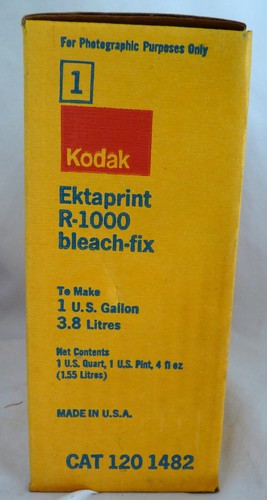 For Photographic Purposes Only
1
Kodak
Ektaprint
R-1000
bleach-fix
To Make
1 U.S. Gallon
3.8 Litres
Net Contents
1 U.S. Quart, 1 U.S. Pint, 4 fl oz
(1.55 Litres)
MADE IN U.S.A.
CAT 120 1482